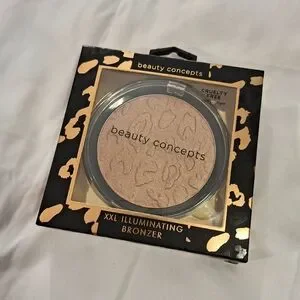 beauty concepts
CRUELTY
FREE
beauty concepts
XXL ILLUMINATING
BRONZER